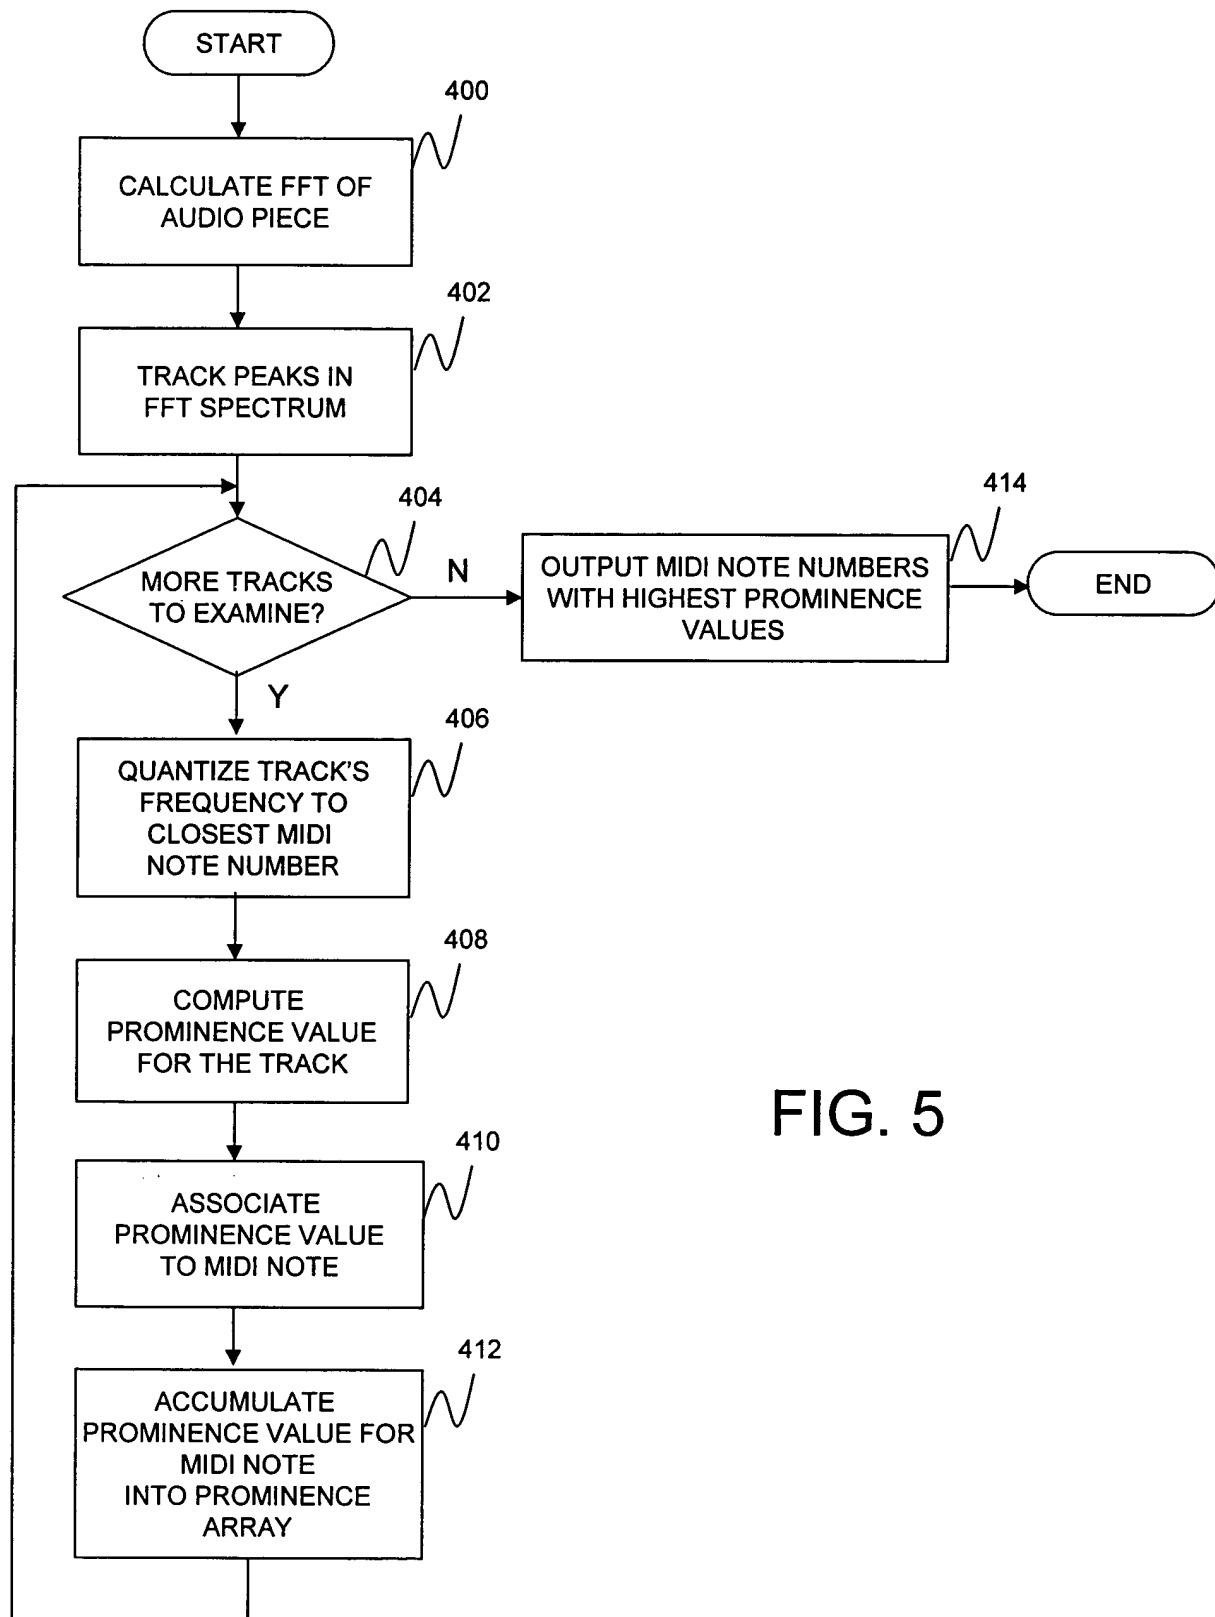 START
400
CALCULATE FFT OF
AUDIO PIECE
402
TRACK PEAKS IN
FFT SPECTRUM
404
MORE TRACKS
TO EXAMINE?
N
414
OUTPUT MIDI NOTE NUMBERS
WITH HIGHEST PROMINENCE
VALUES
END
Y
406
QUANTIZE TRACK'S
FREQUENCY TO
CLOSEST MIDI
NOTE NUMBER
408
COMPUTE
PROMINENCE VALUE
FOR THE TRACK
410
ASSOCIATE
PROMINENCE VALUE
TO MIDI NOTE
412
ACCUMULATE
PROMINENCE VALUE FOR
MIDI NOTE
INTO PROMINENCE
ARRAY
FIG. 5